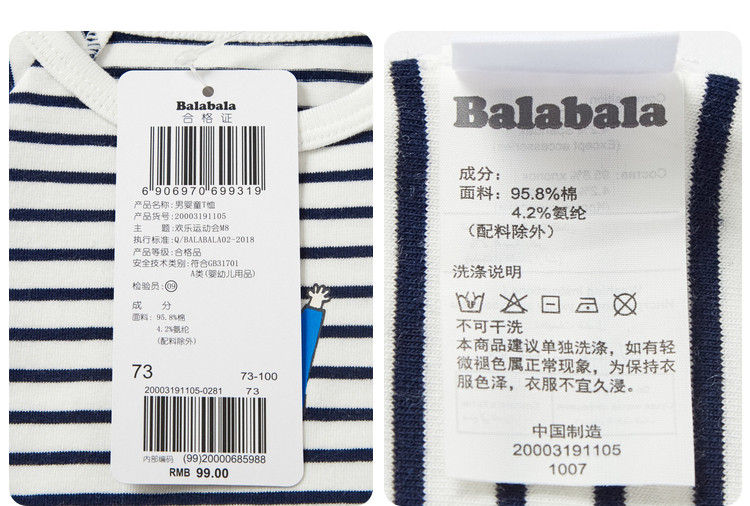 Balabala
合格证
6 906970 699319
产品名称:男婴童T恤
产品货号:20003191105
主 题:欢乐运动会M8
执行标准:Q/BALABALA02-2018
产品等级:合格品
安全技术类别:符合GB31701
A类(婴幼儿用品)
检验员:09
成 分
面料: 95.8%棉
4.2%氨纶
(配料除外)
73 73-100
20003191105-0281 73
内部编码 (99)20000685988
RMB 99.00
Balabala
成分：
面料：95.8%棉
4.2%氨纶
（配料除外）
洗涤说明
不可干洗
本商品建议单独洗涤，如有轻
微褪色属正常现象，为保持衣
服色泽，衣服不宜久浸。
中国制造
20003191105
1007